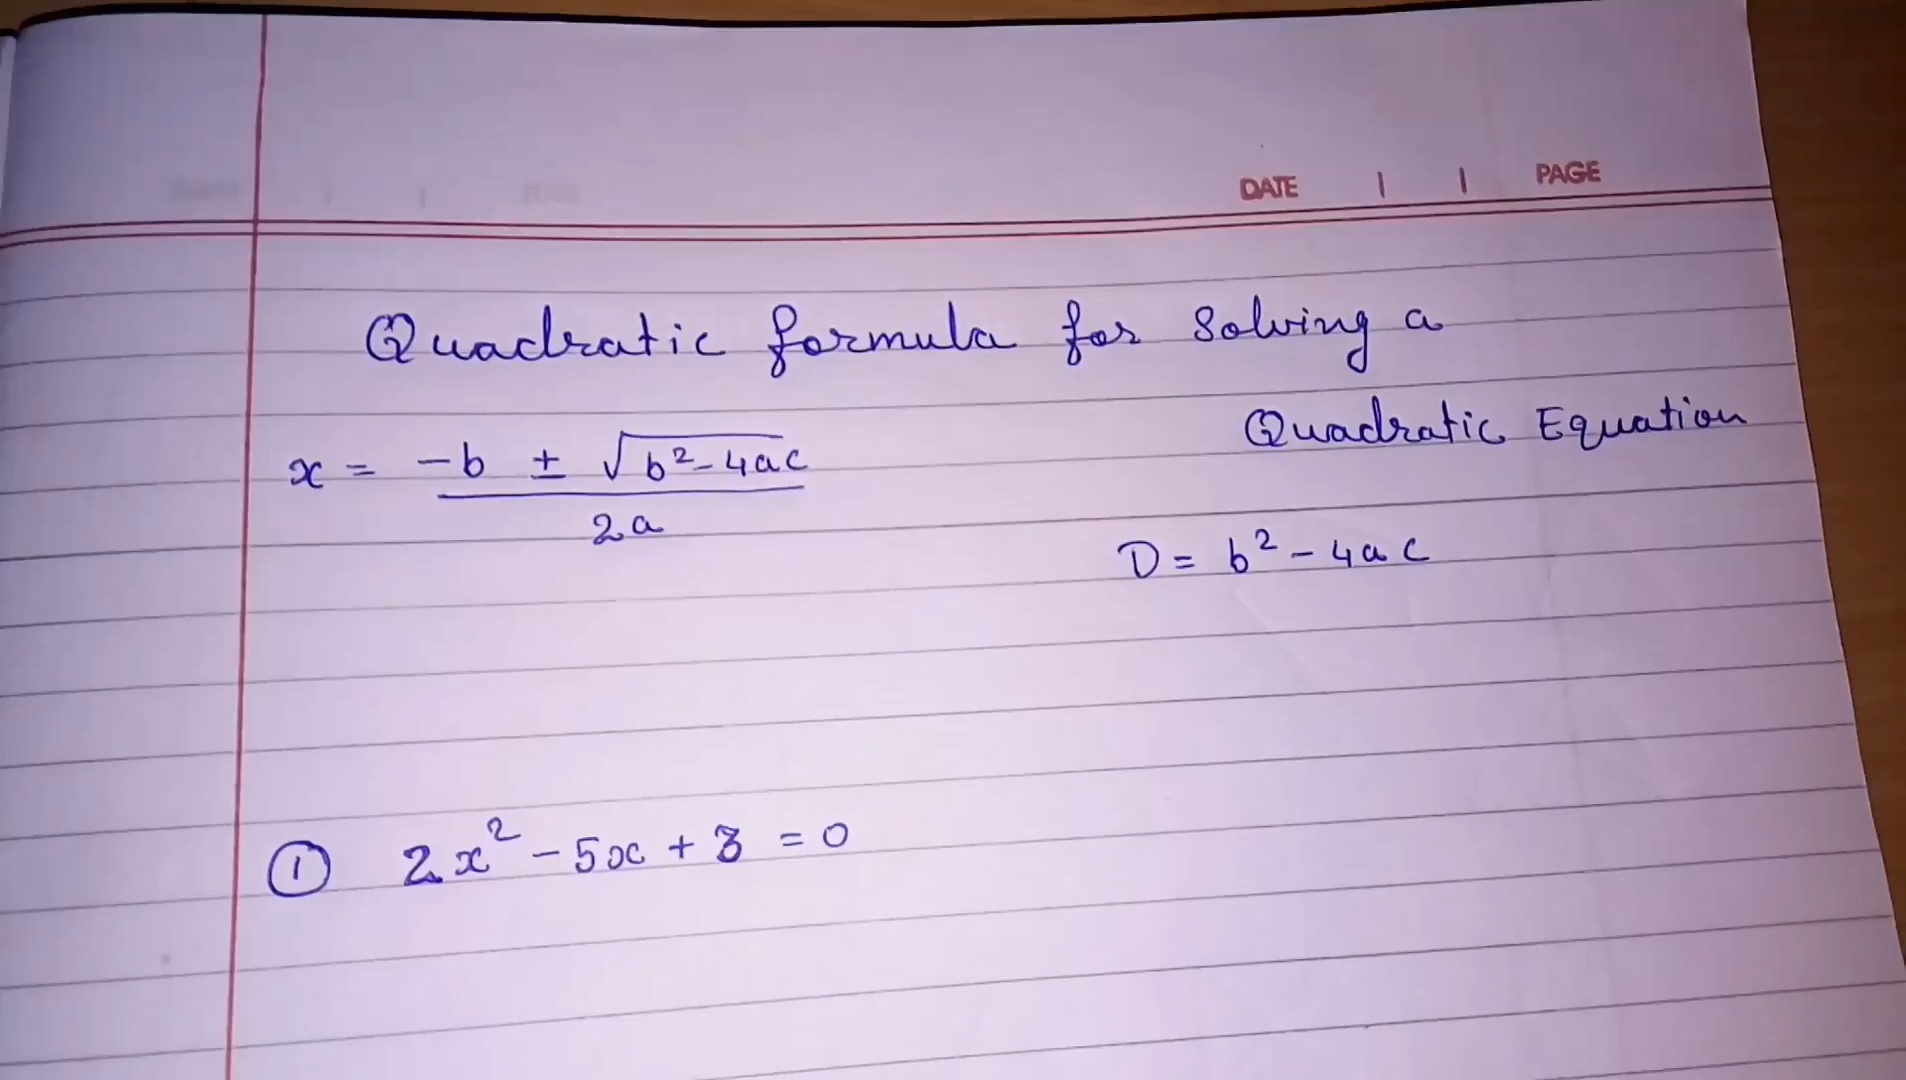 DATE | | PAGE
Quadratic formula for solving a
Quadratic Equation
x = -b ± √b²-4ac
2a
D = b² - 4ac
① 2x² - 5x + 3 = 0